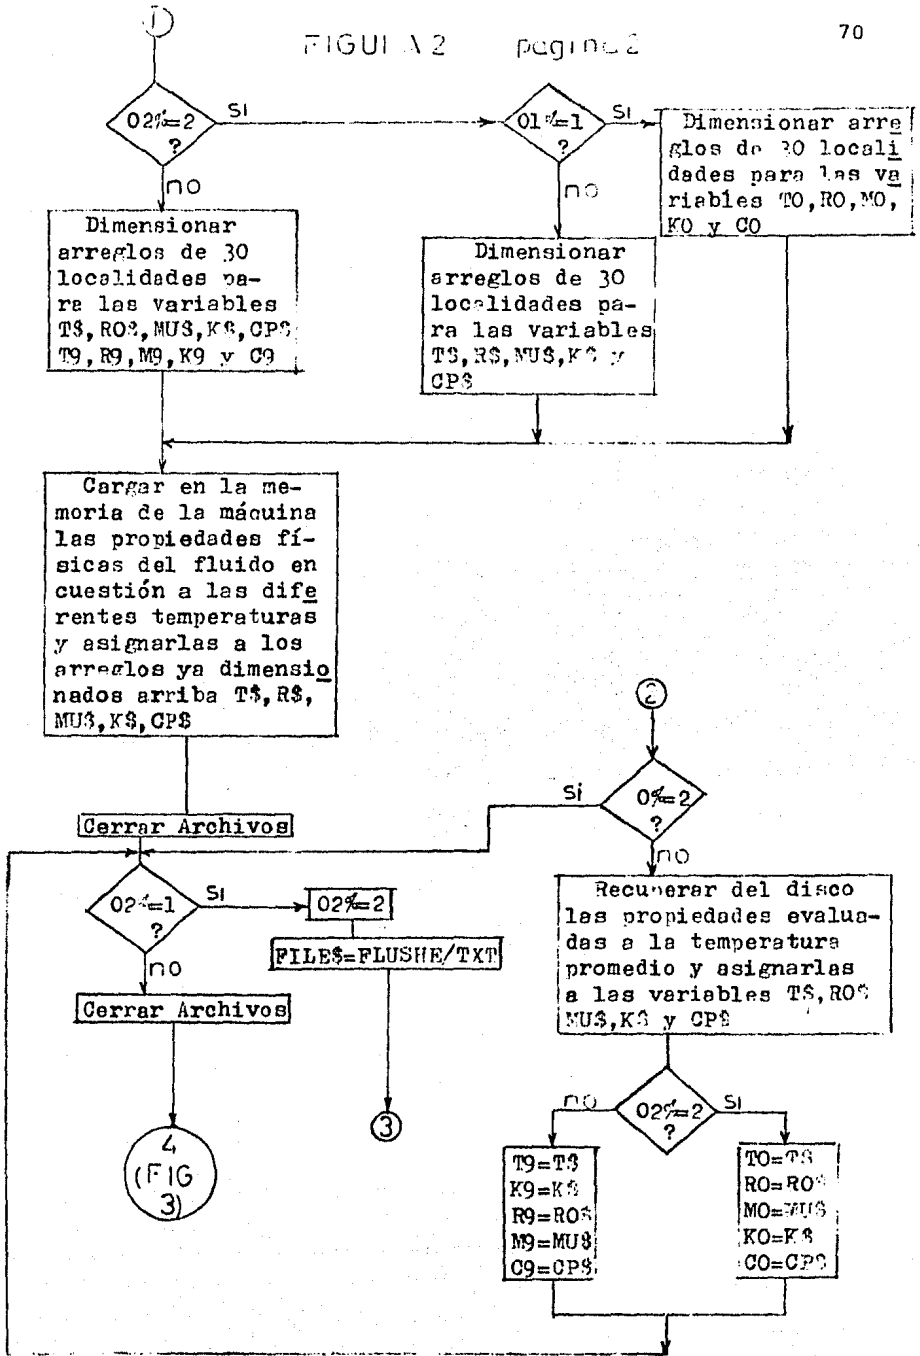 1
FIGURA 2 pagina 2
70
O2%=2
?
si
no
O1%=1
?
si
no
Dimensionar arre
glos de 30 locali
dades para las va
riables TO,RO,MO,
KO y CO
Dimensionar
arreglos de 30
localidades pa-
ra las variables
T$,RO$,MU$,K$,CP$
T9,R9,M9,K9 y C9
Dimensionar
arreglos de 30
localidades pa-
ra las variables
T$,R$,MU$,K$ y
CP$
Cargar en la me-
moria de la máquina
las propiedades fí-
sicas del fluido en
cuestión a las dife
rentes temperaturas
y asignarlas a los
arreglos ya dimensio
nados arriba T$,R$,
MU$,K$,CP$
Cerrar Archivos
O2%=1
?
si
no
O2%=2
FILE$=FLUSHE/TXT
3
Cerrar Archivos
4
(FIG
3)
2
O%=2
?
si
no
Recuperar del disco
las propiedades evalua-
das a la temperatura
promedio y asignarlas
a las variables T$,RO$
MU$,K$ y CP$
O2%=2
?
no
si
T9=T$
K9=K$
R9=RO$
M9=MU$
C9=CP$
TO=T$
RO=RO$
MO=MU$
KO=K$
CO=CP$